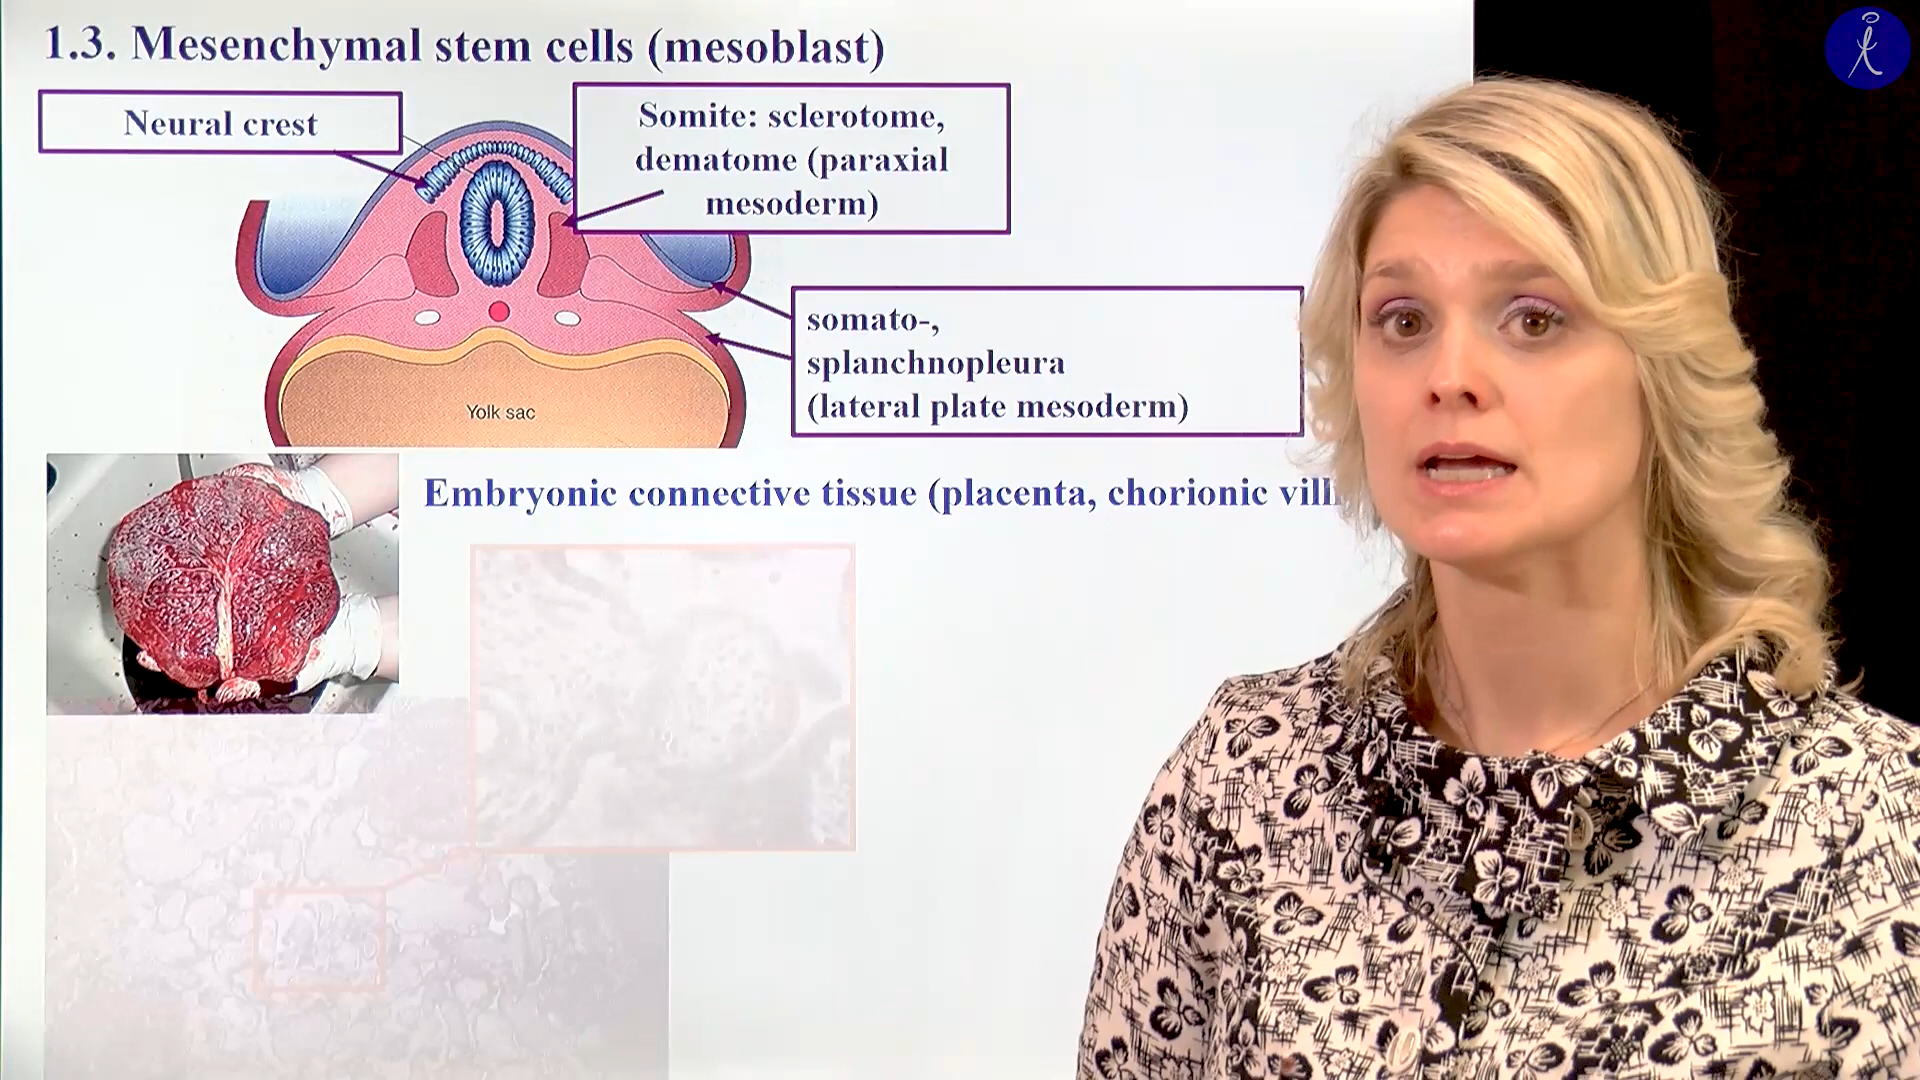 1.3. Mesenchymal stem cells (mesoblast)
Neural crest
Somite: sclerotome,
dematome (paraxial
mesoderm)
somato-,
splanchnopleura
(lateral plate mesoderm)
Yolk sac
Embryonic connective tissue (placenta, chorionic